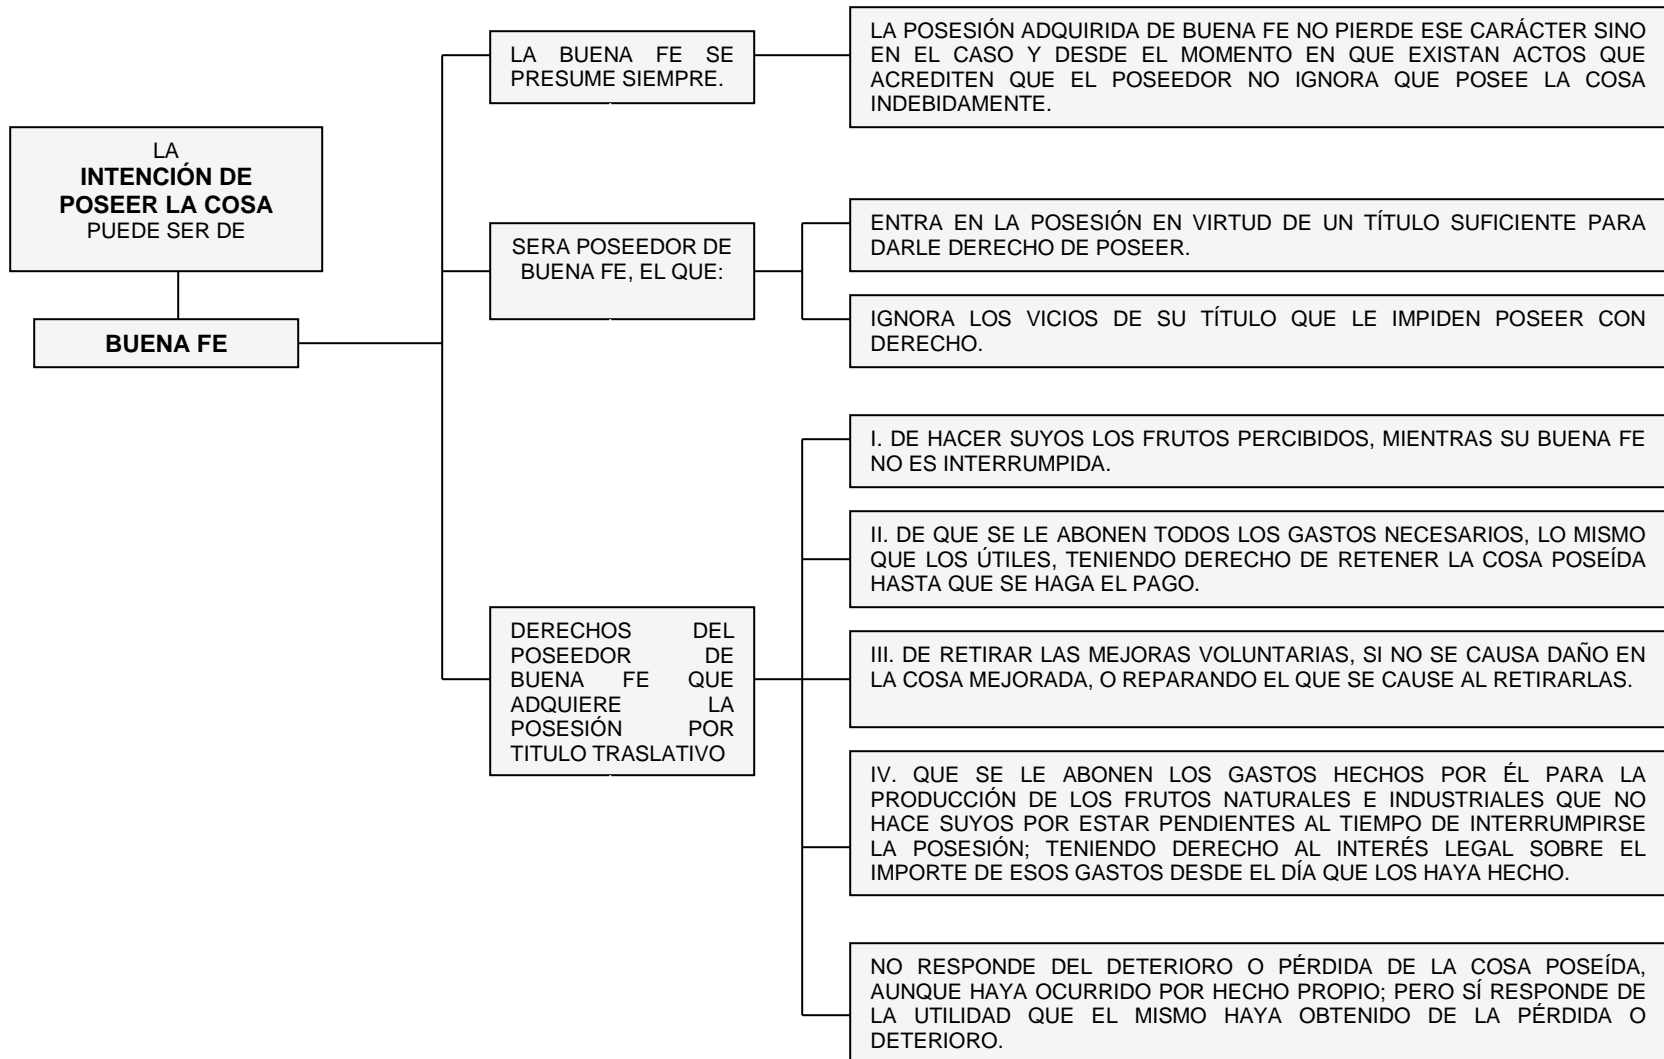 LA
INTENCIÓN DE
POSEER LA COSA
PUEDE SER DE
BUENA FE
LA BUENA FE SE
PRESUME SIEMPRE.
LA POSESIÓN ADQUIRIDA DE BUENA FE NO PIERDE ESE CARÁCTER SINO
EN EL CASO Y DESDE EL MOMENTO EN QUE EXISTAN ACTOS QUE
ACREDITEN QUE EL POSEEDOR NO IGNORA QUE POSEE LA COSA
INDEBIDAMENTE.
SERA POSEEDOR DE
BUENA FE, EL QUE:
ENTRA EN LA POSESIÓN EN VIRTUD DE UN TÍTULO SUFICIENTE PARA
DARLE DERECHO DE POSEER.
IGNORA LOS VICIOS DE SU TÍTULO QUE LE IMPIDEN POSEER CON
DERECHO.
DERECHOS DEL
POSEEDOR DE
BUENA FE QUE
ADQUIERE LA
POSESIÓN POR
TITULO TRASLATIVO
I. DE HACER SUYOS LOS FRUTOS PERCIBIDOS, MIENTRAS SU BUENA FE
NO ES INTERRUMPIDA.
II. DE QUE SE LE ABONEN TODOS LOS GASTOS NECESARIOS, LO MISMO
QUE LOS ÚTILES, TENIENDO DERECHO DE RETENER LA COSA POSEÍDA
HASTA QUE SE HAGA EL PAGO.
III. DE RETIRAR LAS MEJORAS VOLUNTARIAS, SI NO SE CAUSA DAÑO EN
LA COSA MEJORADA, O REPARANDO EL QUE SE CAUSE AL RETIRARLAS.
IV. QUE SE LE ABONEN LOS GASTOS HECHOS POR ÉL PARA LA
PRODUCCIÓN DE LOS FRUTOS NATURALES E INDUSTRIALES QUE NO
HACE SUYOS POR ESTAR PENDIENTES AL TIEMPO DE INTERRUMPIRSE
LA POSESIÓN; TENIENDO DERECHO AL INTERÉS LEGAL SOBRE EL
IMPORTE DE ESOS GASTOS DESDE EL DÍA QUE LOS HAYA HECHO.
NO RESPONDE DEL DETERIORO O PÉRDIDA DE LA COSA POSEÍDA,
AUNQUE HAYA OCURRIDO POR HECHO PROPIO; PERO SÍ RESPONDE DE
LA UTILIDAD QUE EL MISMO HAYA OBTENIDO DE LA PÉRDIDA O
DETERIORO.